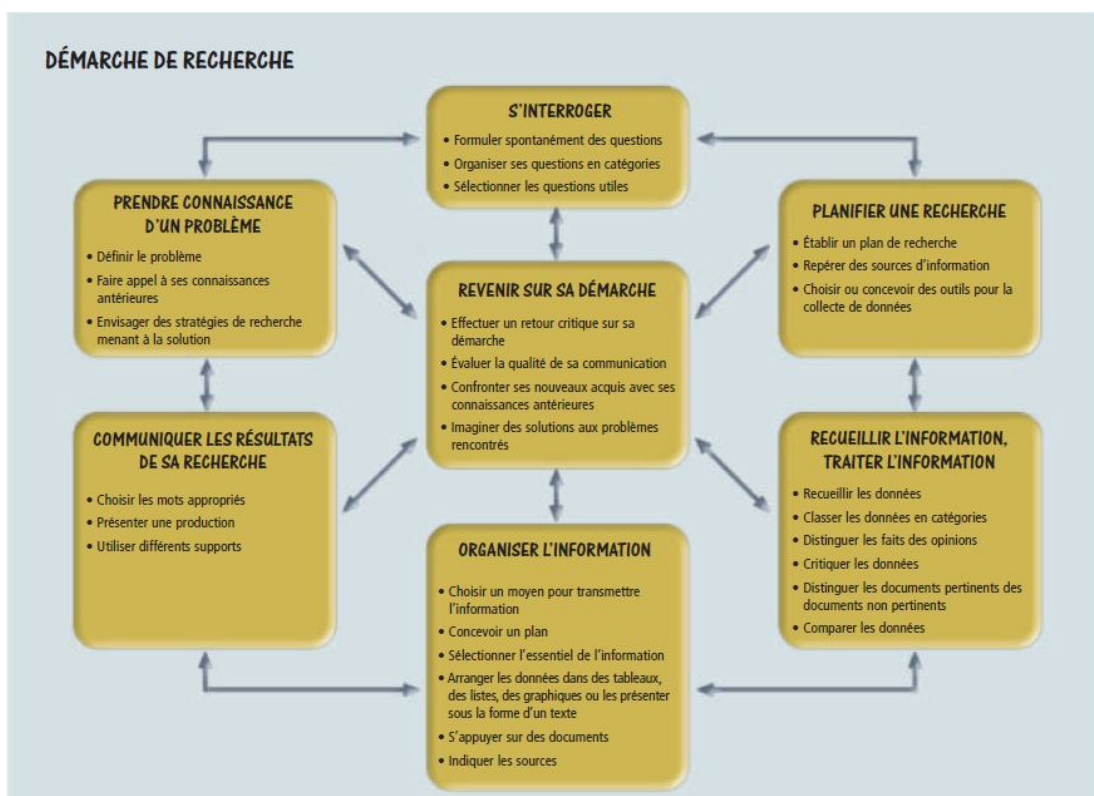 DÉMARCHE DE RECHERCHE
S'INTERROGER
• Formuler spontanément des questions
• Organiser ses questions en catégories
• Sélectionner les questions utiles
PRENDRE CONNAISSANCE
D'UN PROBLÈME
• Définir le problème
• Faire appel à ses connaissances
antérieures
• Envisager des stratégies de recherche
menant à la solution
PLANIFIER UNE RECHERCHE
• Établir un plan de recherche
• Repérer des sources d'information
• Choisir ou concevoir des outils pour la
collecte de données
REVENIR SUR SA DÉMARCHE
• Effectuer un retour critique sur sa
démarche
• Évaluer la qualité de sa communication
• Confronter ses nouveaux acquis avec ses
connaissances antérieures
• Imaginer des solutions aux problèmes
rencontrés
COMMUNIQUER LES RÉSULTATS
DE SA RECHERCHE
• Choisir les mots appropriés
• Présenter une production
• Utiliser différents supports
RECUEILLIR L'INFORMATION,
TRAITER L'INFORMATION
• Recueillir les données
• Classer les données en catégories
• Distinguer les faits des opinions
• Critiquer les données
• Distinguer les documents pertinents des
documents non pertinents
• Comparer les données
ORGANISER L'INFORMATION
• Choisir un moyen pour transmettre
l'information
• Concevoir un plan
• Sélectionner l'essentiel de l'information
• Arranger les données dans des tableaux,
des listes, des graphiques ou les présenter
sous la forme d'un texte
• S'appuyer sur des documents
• Indiquer les sources